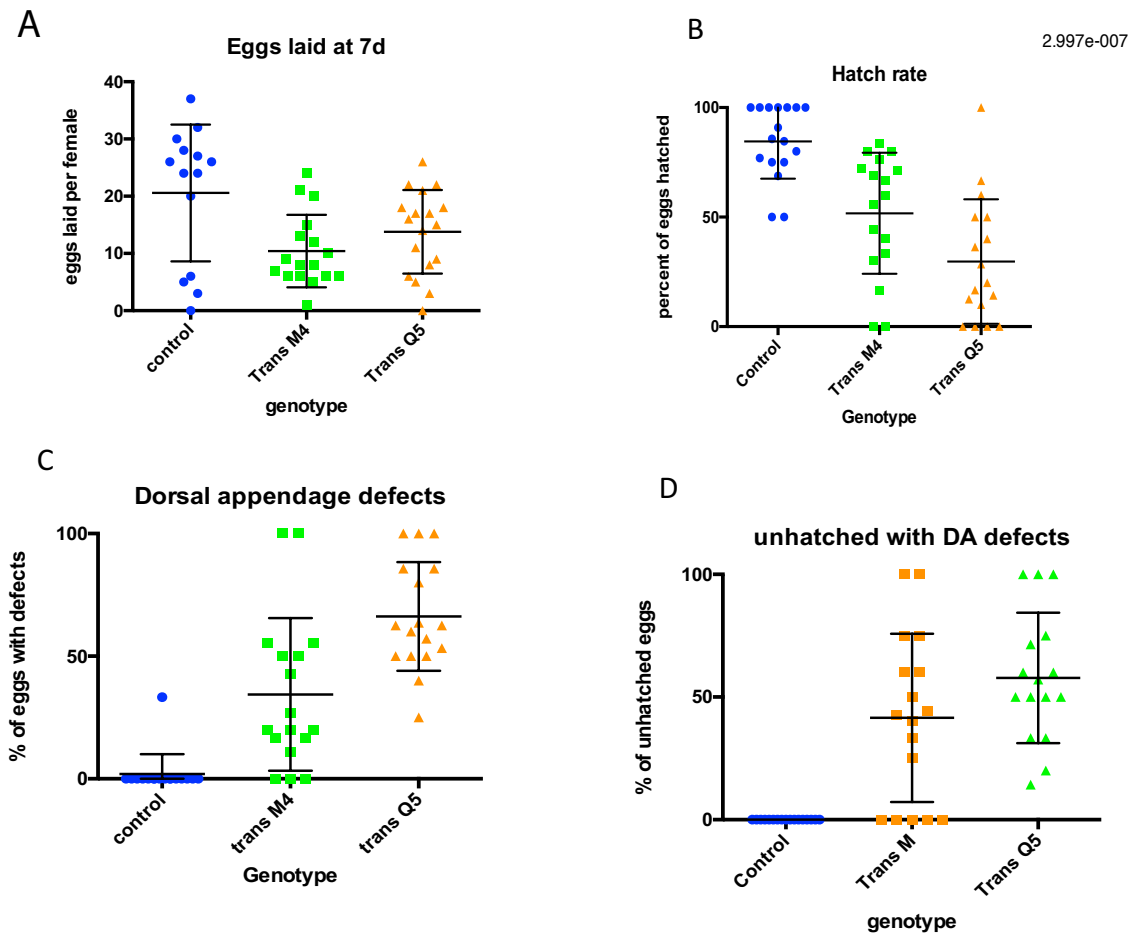 A
Eggs laid at 7d
eggs laid per female
40
30
20
10
0
control
Trans M4
Trans Q5
genotype
B
2.997e-007
Hatch rate
percent of eggs hatched
100
50
0
Control
Trans M4
Trans Q5
Genotype
C
Dorsal appendage defects
% of eggs with defects
100
50
0
control
trans M4
trans Q5
Genotype
D
unhatched with DA defects
% of unhatched eggs
100
50
0
Control
Trans M
Trans Q5
genotype